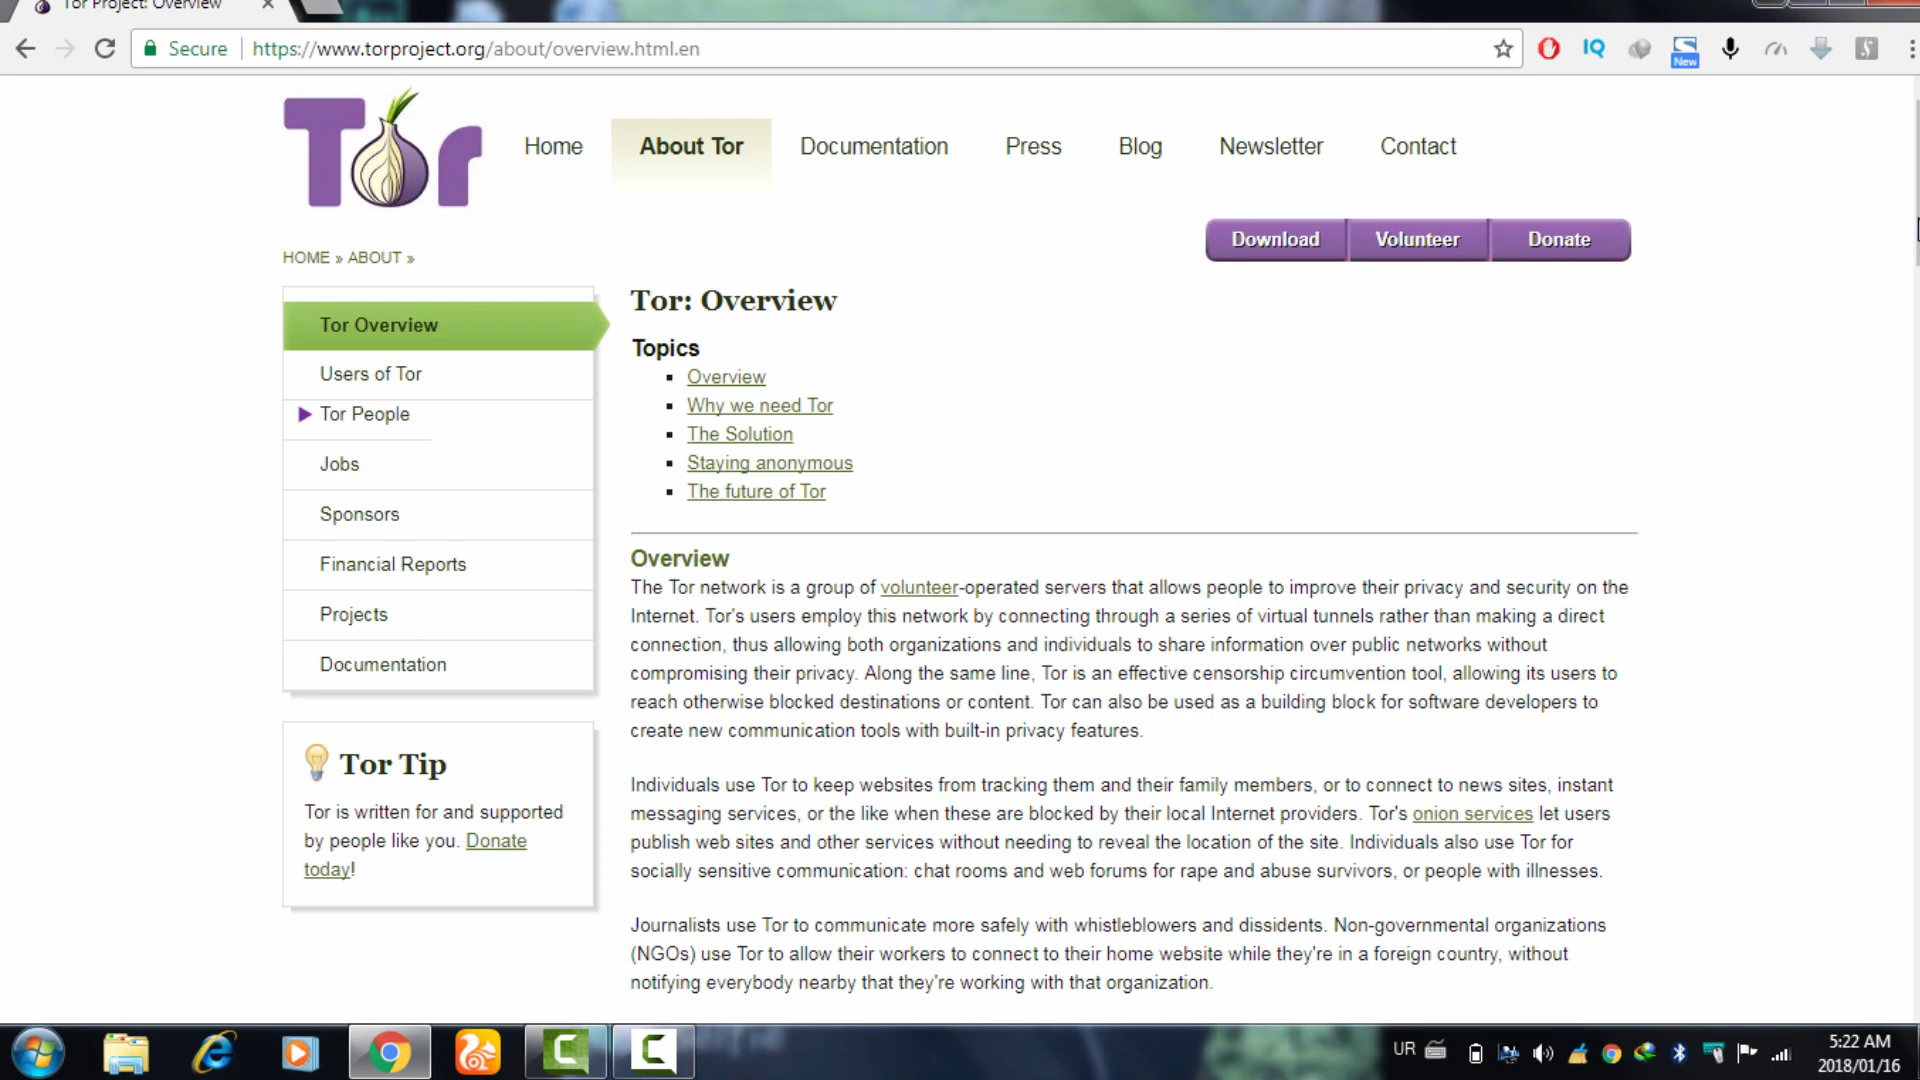 Tor Project: Overview
Secure https://www.torproject.org/about/overview.html.en
IQ
New
Tor
Home About Tor Documentation Press Blog Newsletter Contact
Download Volunteer Donate
HOME » ABOUT »
Tor Overview
Users of Tor
Tor People
Jobs
Sponsors
Financial Reports
Projects
Documentation
Tor Tip
Tor is written for and supported
by people like you. Donate
today!
Tor: Overview
Topics
Overview
Why we need Tor
The Solution
Staying anonymous
The future of Tor
Overview
The Tor network is a group of volunteer-operated servers that allows people to improve their privacy and security on the
Internet. Tor's users employ this network by connecting through a series of virtual tunnels rather than making a direct
connection, thus allowing both organizations and individuals to share information over public networks without
compromising their privacy. Along the same line, Tor is an effective censorship circumvention tool, allowing its users to
reach otherwise blocked destinations or content. Tor can also be used as a building block for software developers to
create new communication tools with built-in privacy features.
Individuals use Tor to keep websites from tracking them and their family members, or to connect to news sites, instant
messaging services, or the like when these are blocked by their local Internet providers. Tor's onion services let users
publish web sites and other services without needing to reveal the location of the site. Individuals also use Tor for
socially sensitive communication: chat rooms and web forums for rape and abuse survivors, or people with illnesses.
Journalists use Tor to communicate more safely with whistleblowers and dissidents. Non-governmental organizations
(NGOs) use Tor to allow their workers to connect to their home website while they're in a foreign country, without
notifying everybody nearby that they're working with that organization.
UR
5:22 AM
2018/01/16